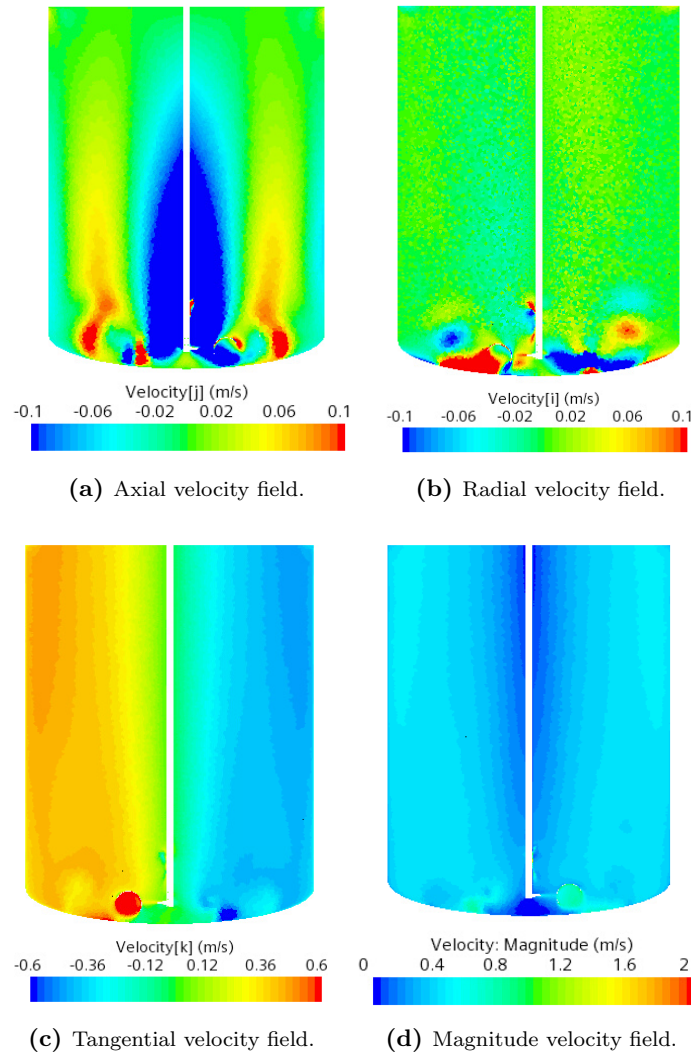 Velocity[j] (m/s)
-0.1 -0.06 -0.02 0.02 0.06 0.1
(a) Axial velocity field.
Velocity[i] (m/s)
-0.1 -0.06 -0.02 0.02 0.06 0.1
(b) Radial velocity field.
Velocity[k] (m/s)
-0.6 -0.36 -0.12 0.12 0.36 0.6
(c) Tangential velocity field.
Velocity: Magnitude (m/s)
0 0.4 0.8 1.2 1.6 2
(d) Magnitude velocity field.